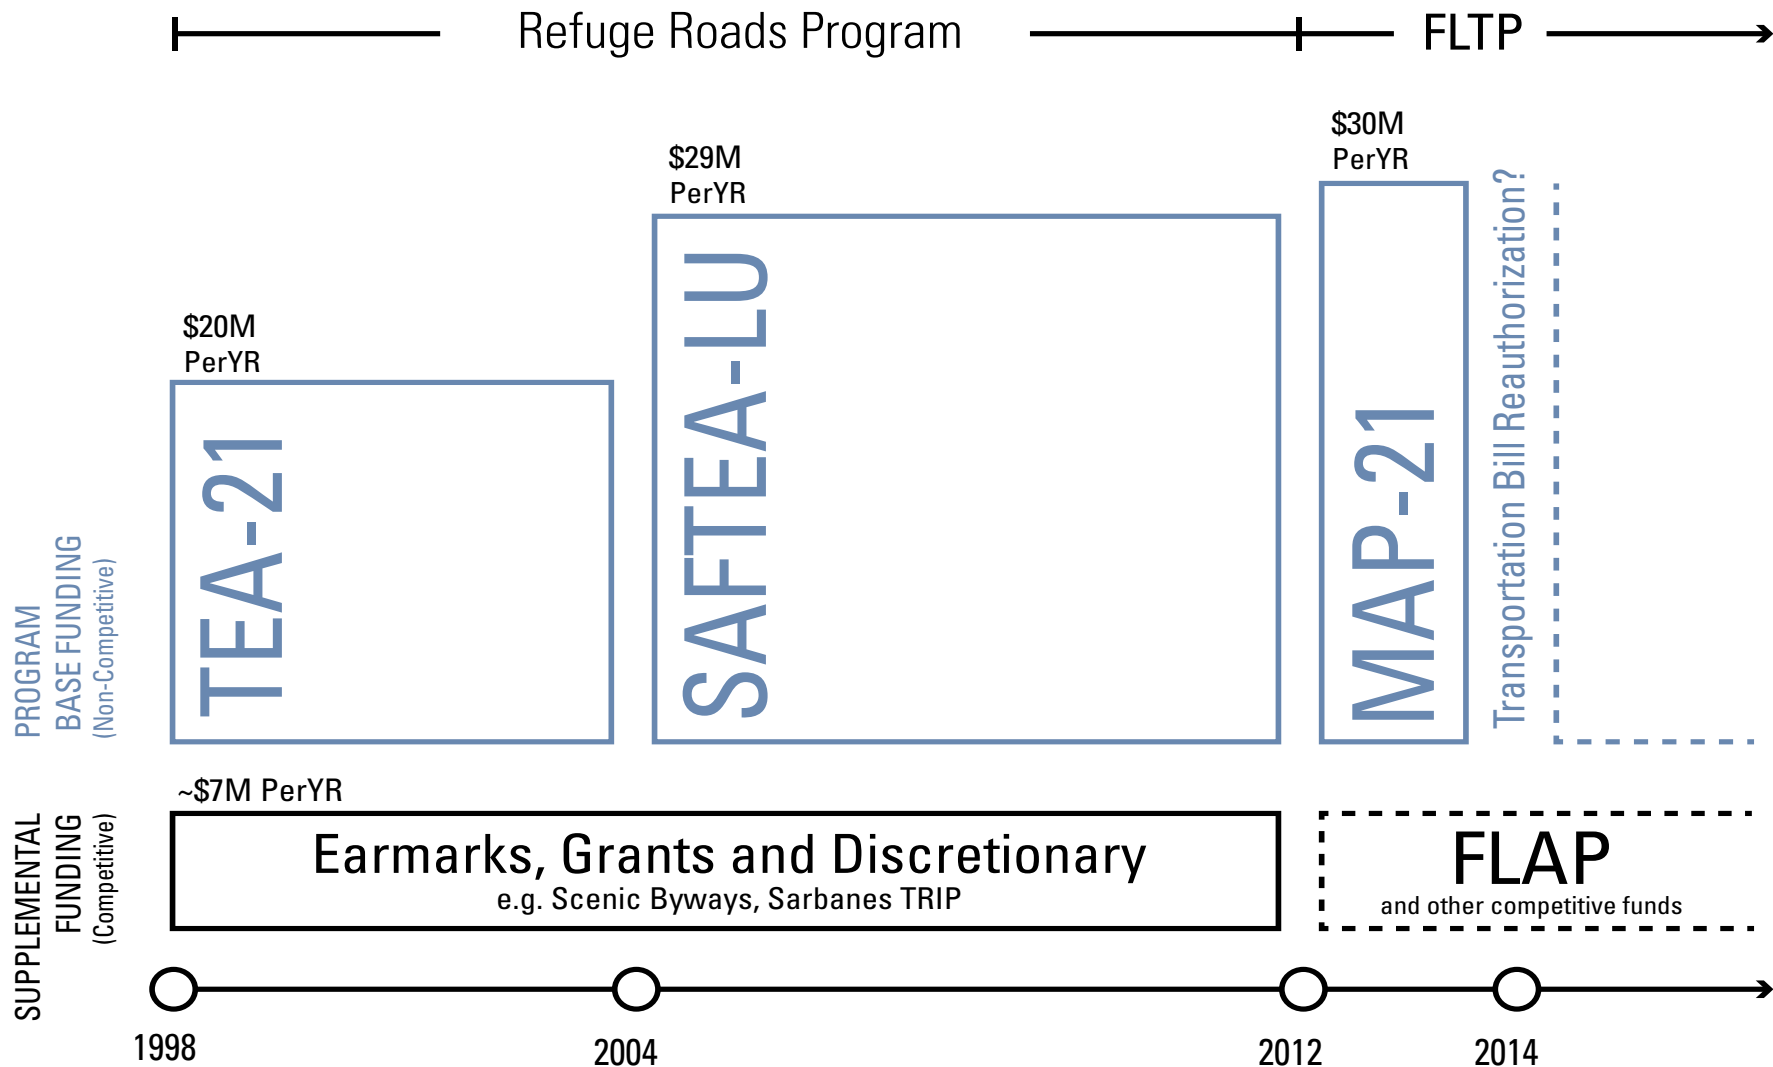 Refuge Roads Program
FLTP
$30M
PerYR
$29M
PerYR
$20M
PerYR
TEA-21
SAFTEA-LU
MAP-21
Transportation Bill Reauthorization?
PROGRAM
BASE FUNDING
(Non-Competitive)
~$7M PerYR
SUPPLEMENTAL
FUNDING
(Competitive)
Earmarks, Grants and Discretionary
e.g. Scenic Byways, Sarbanes TRIP
FLAP
and other competitive funds
1998
2004
2012
2014